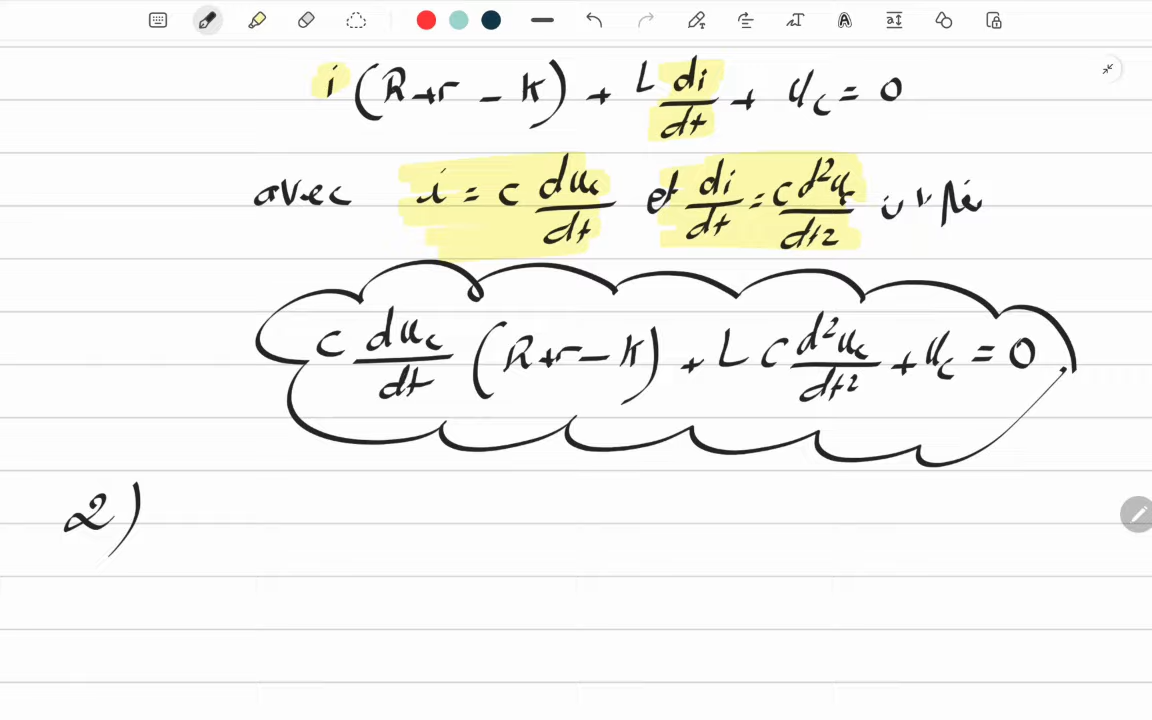 i (R+r - K) + L di/dt + u_c = 0
avec i = C du_c/dt et di/dt = C d²u_c/dt²
C du_c/dt (R+r - K) + L C d²u_c/dt² + u_c = 0
2)